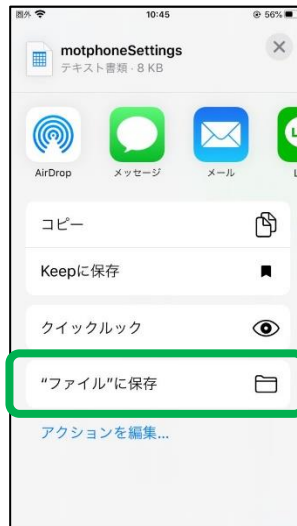 圏外 10:45 56%
motphoneSettings
テキスト書類・8 KB
AirDrop メッセージ メール L
コピー
Keepに保存
クイックルック
"ファイル"に保存
アクションを編集...